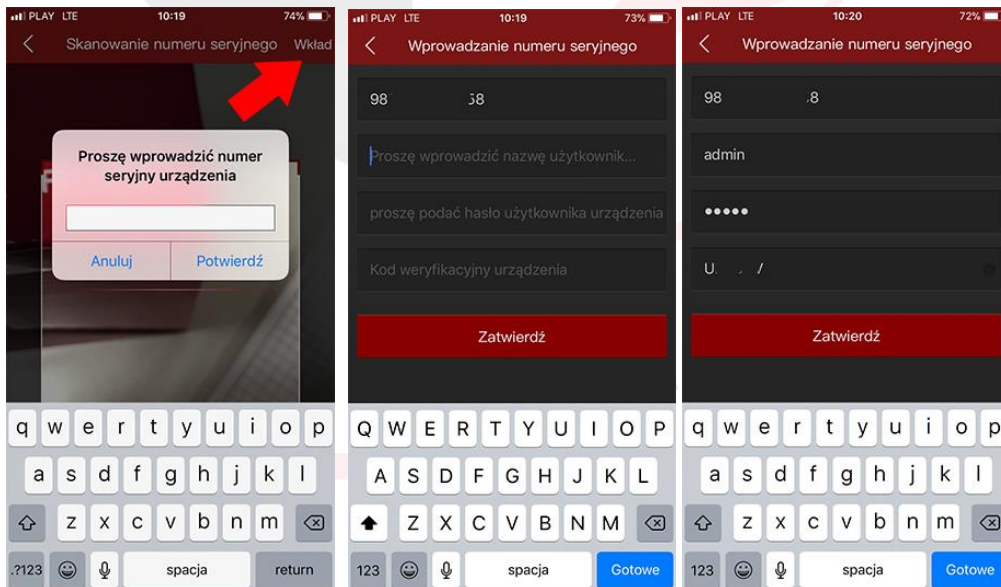 PLAY LTE 10:19 74%
Skanowanie numeru seryjnego Wkład
Proszę wprowadzić numer
seryjny urządzenia
Anuluj Potwierdź
q w e r t y u i o p
a s d f g h j k l
z x c v b n m
.?123 spacja return
PLAY LTE 10:19 73%
Wprowadzanie numeru seryjnego
98 58
Proszę wprowadzić nazwę użytkownik...
proszę podać hasło użytkownika urządzenia
Kod weryfikacyjny urządzenia
Zatwierdź
Q W E R T Y U I O P
A S D F G H J K L
Z X C V B N M
123 spacja Gotowe
PLAY LTE 10:20 72%
Wprowadzanie numeru seryjnego
98 8
admin
•••••
U. /
Zatwierdź
q w e r t y u i o p
a s d f g h j k l
z x c v b n m
123 spacja Gotowe